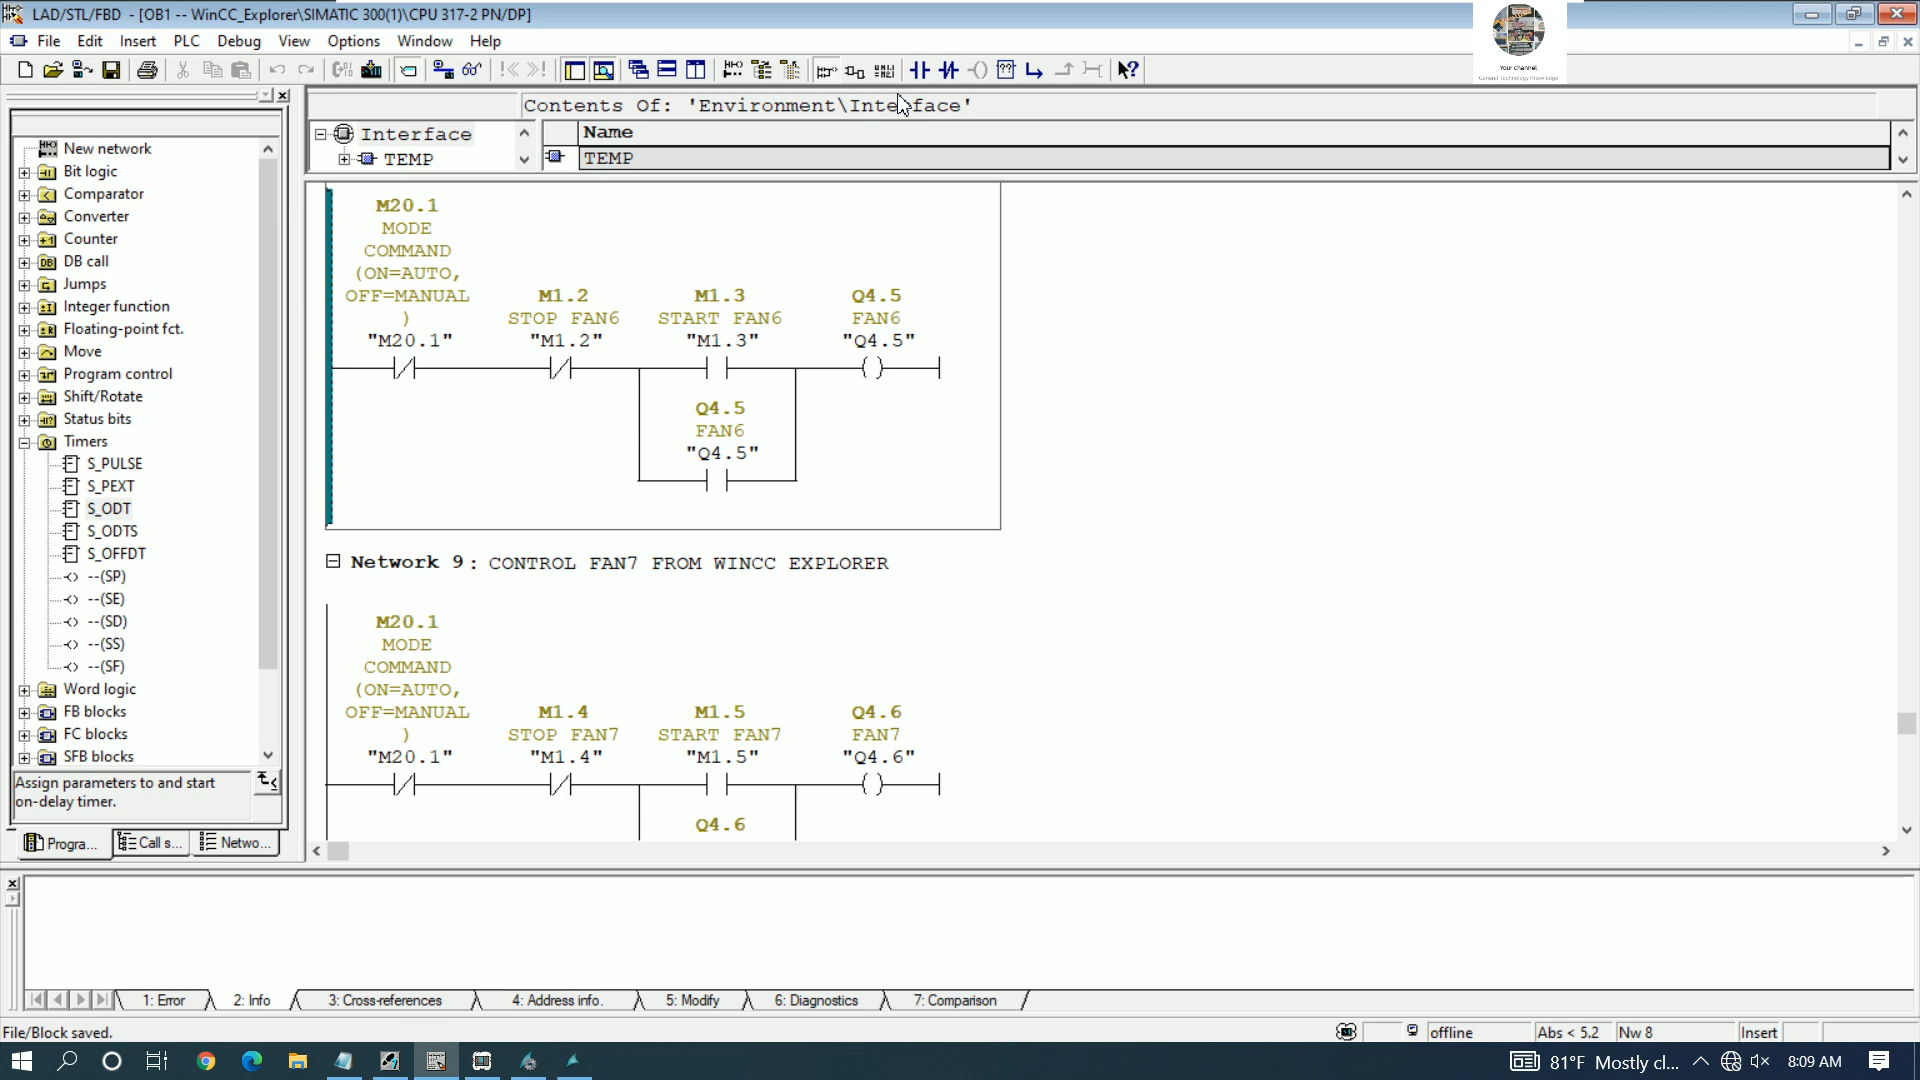 LAD/STL/FBD - [OB1 -- WinCC_Explorer\SIMATIC 300(1)\CPU 317-2 PN/DP]
File Edit Insert PLC Debug View Options Window Help
Your channel
General Technology Knowledge
Contents Of: 'Environment\Interface'
Interface
TEMP
Name
TEMP
New network
Bit logic
Comparator
Converter
Counter
DB call
Jumps
Integer function
Floating-point fct.
Move
Program control
Shift/Rotate
Status bits
Timers
S_PULSE
S_PEXT
S_ODT
S_ODTS
S_OFFDT
--(SP)
--(SE)
--(SD)
--(SS)
--(SF)
Word logic
FB blocks
FC blocks
SFB blocks
Assign parameters to and start
on-delay timer.
Progra... Call s... Netwo...
M20.1
MODE
COMMAND
(ON=AUTO,
OFF=MANUAL M1.2 M1.3 Q4.5
) STOP FAN6 START FAN6 FAN6
"M20.1" "M1.2" "M1.3" "Q4.5"
Q4.5
FAN6
"Q4.5"
Network 9: CONTROL FAN7 FROM WINCC EXPLORER
M20.1
MODE
COMMAND
(ON=AUTO,
OFF=MANUAL M1.4 M1.5 Q4.6
) STOP FAN7 START FAN7 FAN7
"M20.1" "M1.4" "M1.5" "Q4.6"
Q4.6
1: Error 2: Info 3: Cross-references 4: Address info. 5: Modify 6: Diagnostics 7: Comparison
File/Block saved. offline Abs < 5.2 Nw 8 Insert
81°F Mostly cl... 8:09 AM